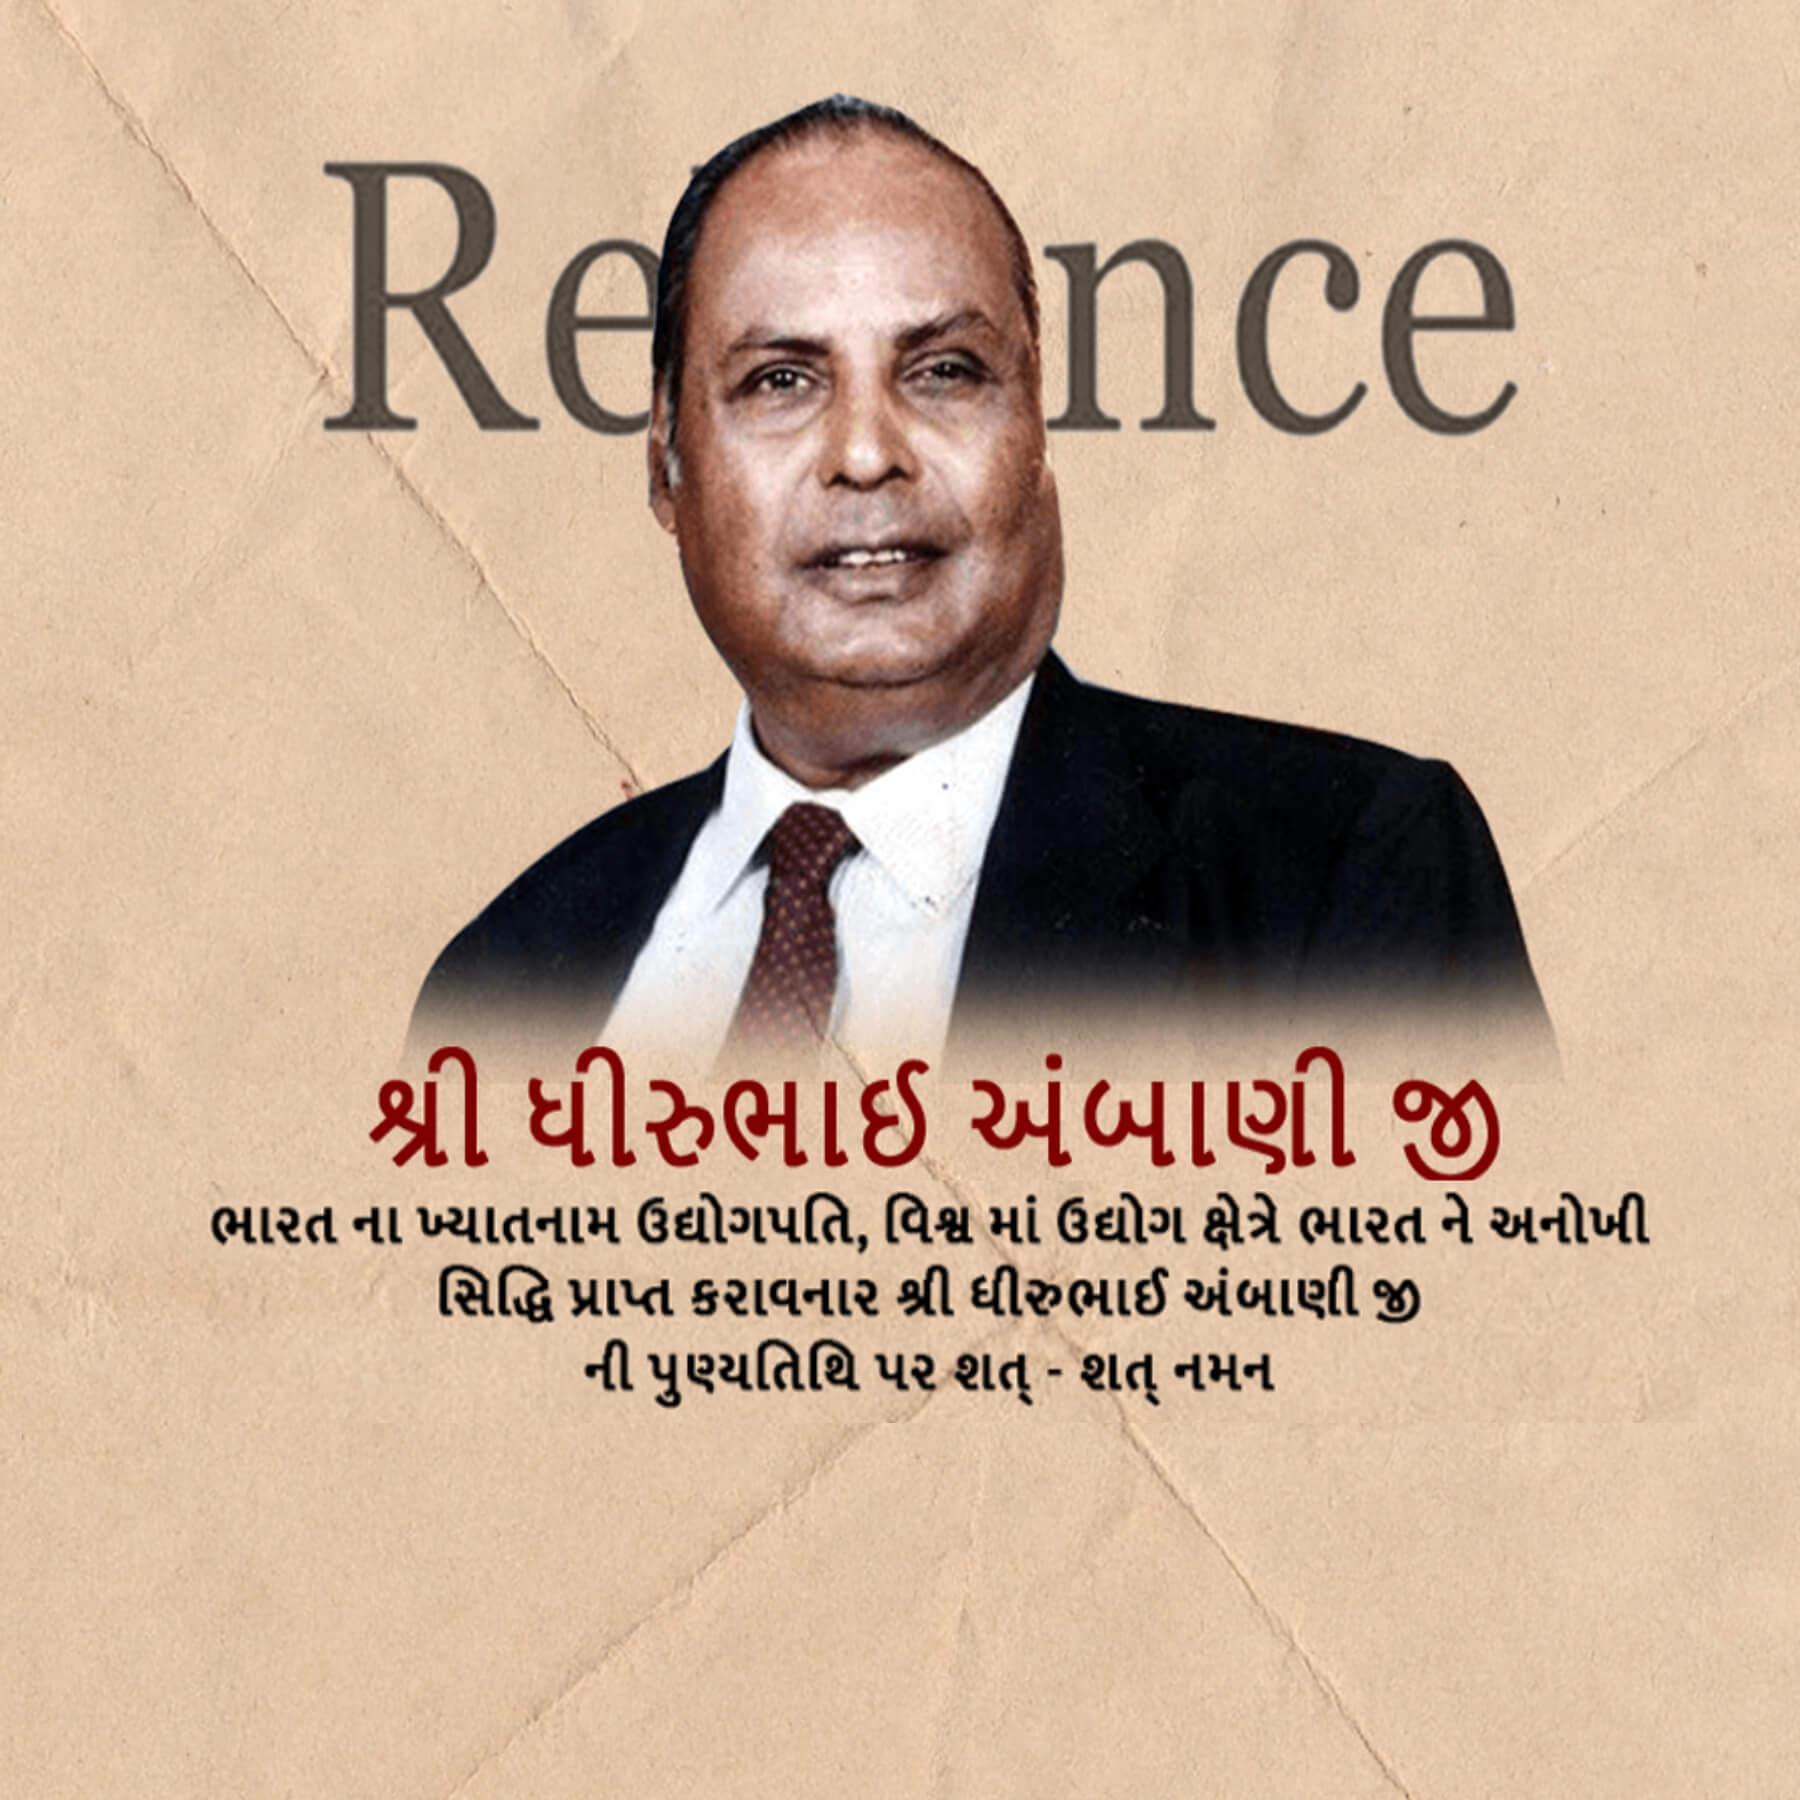 Re nce
શ્રી ધીરુભાઈ અંબાણી જી
ભારત ના ખ્યાતનામ ઉદ્યોગપતિ, વિશ્વ માં ઉદ્યોગ ક્ષેત્રે ભારત ને અનોખી
સિદ્ધિ પ્રાપ્ત કરાવનાર શ્રી ધીરુભાઈ અંબાણી જી
ની પુણ્યતિથિ પર શત્ - શત્ નમન